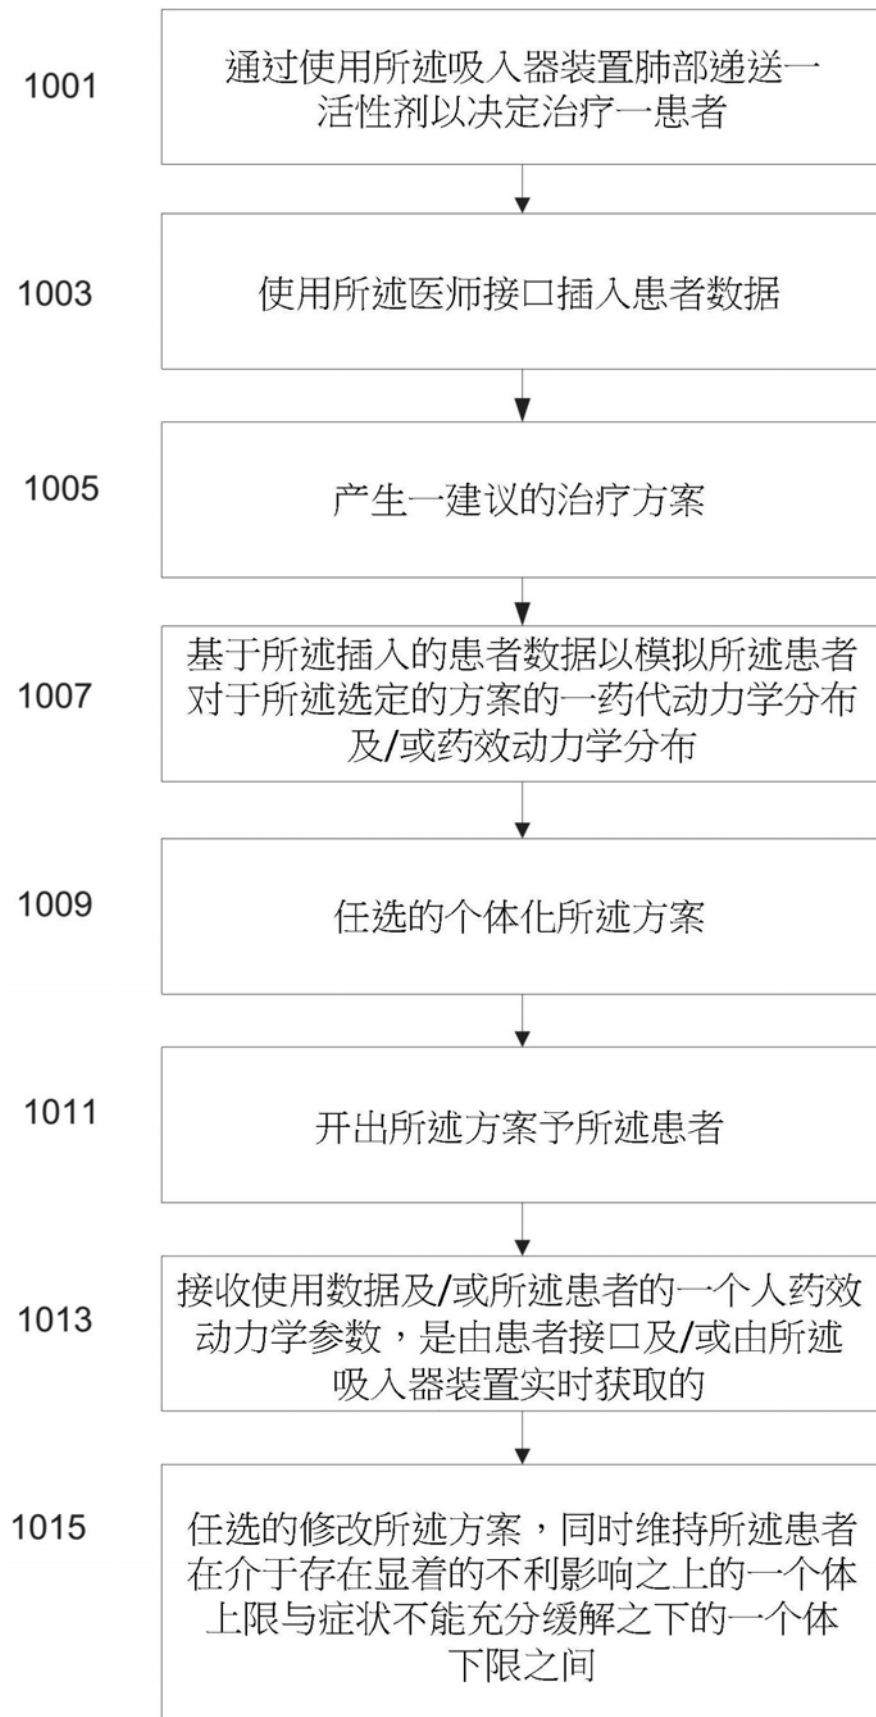 1001
通过使用所述吸入器装置肺部递送一
活性剂以决定治疗一患者
1003
使用所述医师接口插入患者数据
1005
产生一建议的治疗方案
1007
基于所述插入的患者数据以模拟所述患者
对于所述选定的方案的一药代动力学分布
及/或药效动力学分布
1009
任选的个体化所述方案
1011
开出所述方案予所述患者
1013
接收使用数据及/或所述患者的一个人药效
动力学参数，是由患者接口及/或由所述
吸入器装置实时获取的
1015
任选的修改所述方案，同时维持所述患者
在介于存在显着的不利影响之上的一个体
上限与症状不能充分缓解之下的一个体
下限之间